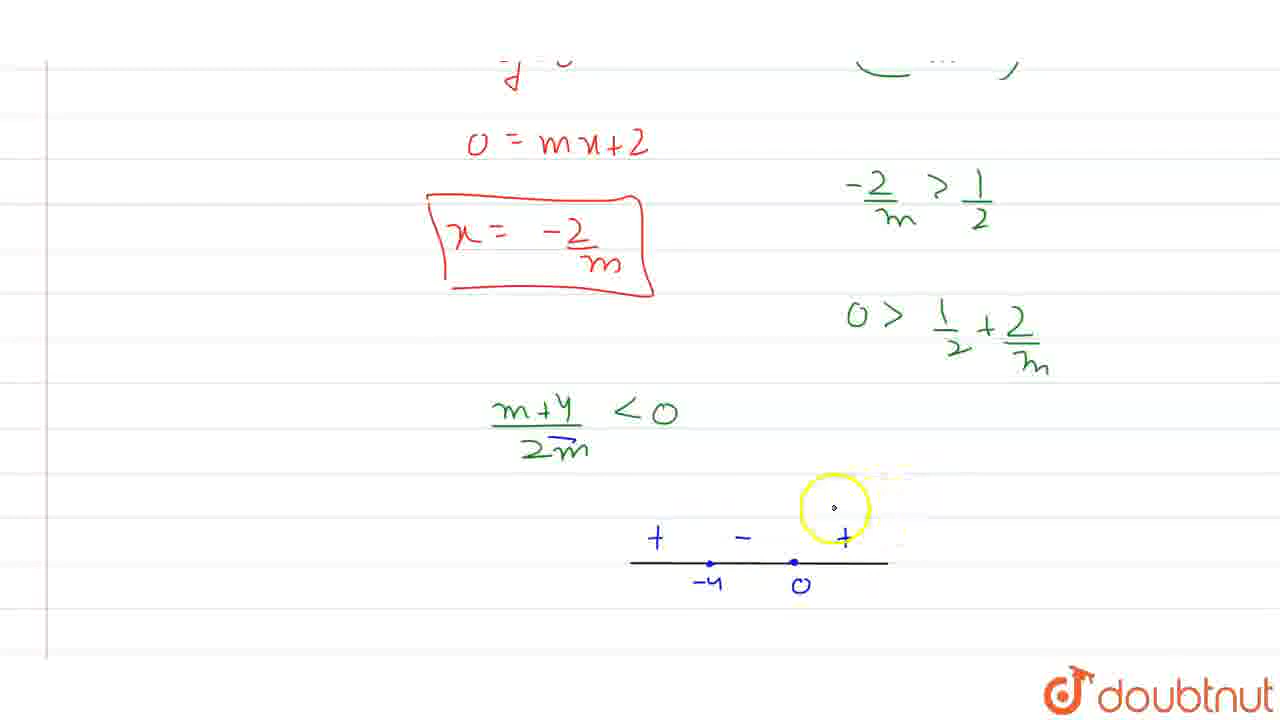 0 = mx+2
x = -2/m
-2/m > 1/2
0 > 1/2 + 2/m
m+4/2m < 0
+ - +
-4 0
doubtnut